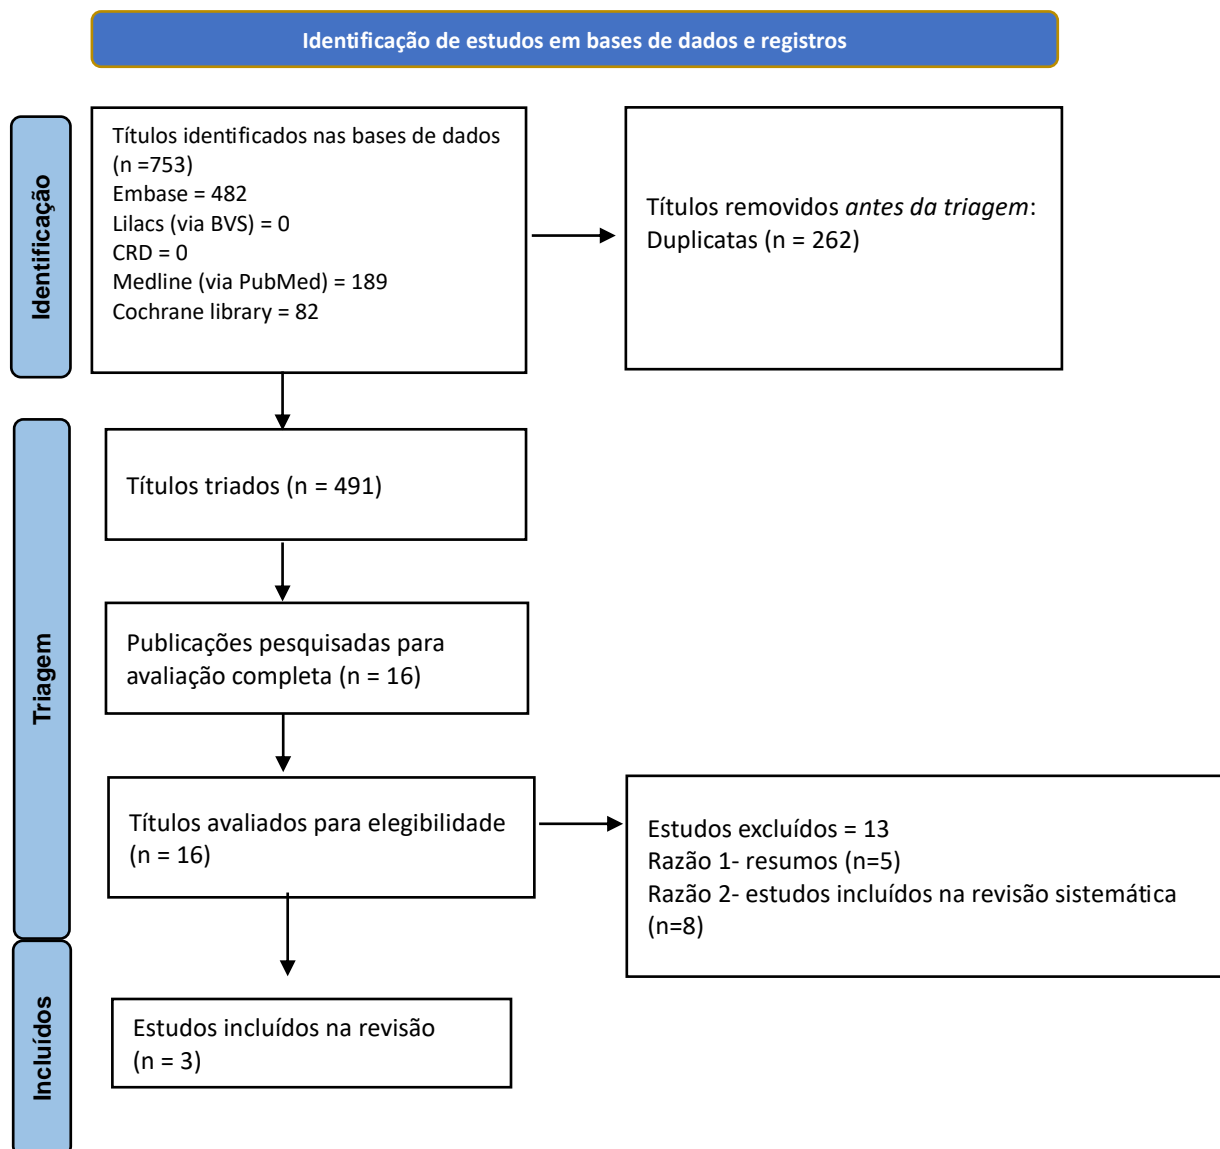 Identificação de estudos em bases de dados e registros
Identificação
Títulos identificados nas bases de dados
(n =753)
Embase = 482
Lilacs (via BVS) = 0
CRD = 0
Medline (via PubMed) = 189
Cochrane library = 82
Títulos removidos antes da triagem:
Duplicatas (n = 262)
Triagem
Títulos triados (n = 491)
Publicações pesquisadas para
avaliação completa (n = 16)
Títulos avaliados para elegibilidade
(n = 16)
Estudos excluídos = 13
Razão 1- resumos (n=5)
Razão 2- estudos incluídos na revisão sistemática
(n=8)
Incluídos
Estudos incluídos na revisão
(n = 3)